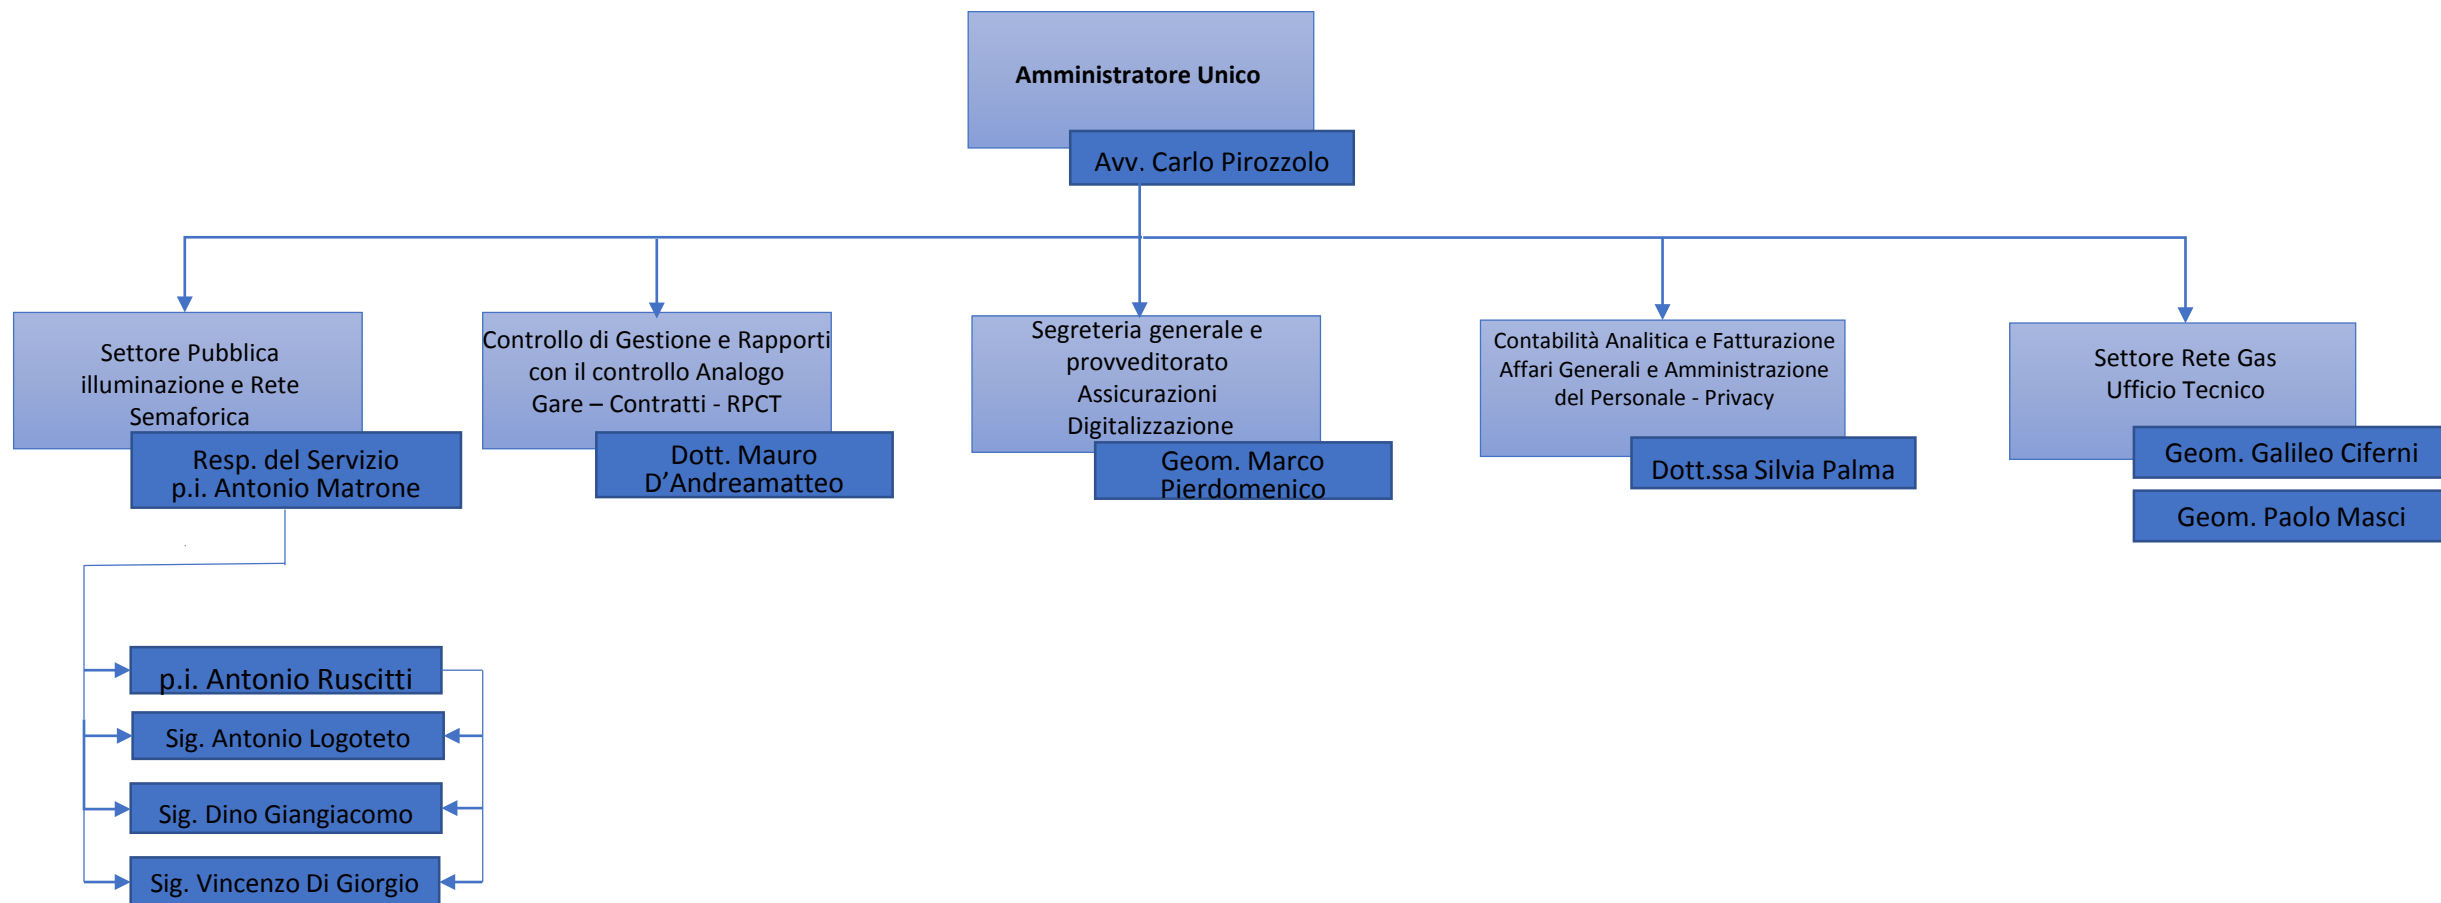 Amministratore Unico
Avv. Carlo Pirozzolo
Settore Pubblica
illuminazione e Rete
Semaforica
Resp. del Servizio
p.i. Antonio Matrone
Controllo di Gestione e Rapporti
con il controllo Analogo
Gare – Contratti - RPCT
Dott. Mauro
D’Andreamatteo
Segreteria generale e
provveditorato
Assicurazioni
Digitalizzazione
Geom. Marco
Pierdomenico
Contabilità Analitica e Fatturazione
Affari Generali e Amministrazione
del Personale - Privacy
Dott.ssa Silvia Palma
Settore Rete Gas
Ufficio Tecnico
Geom. Galileo Ciferni
Geom. Paolo Masci
p.i. Antonio Ruscitti
Sig. Antonio Logoteto
Sig. Dino Giangiacomo
Sig. Vincenzo Di Giorgio